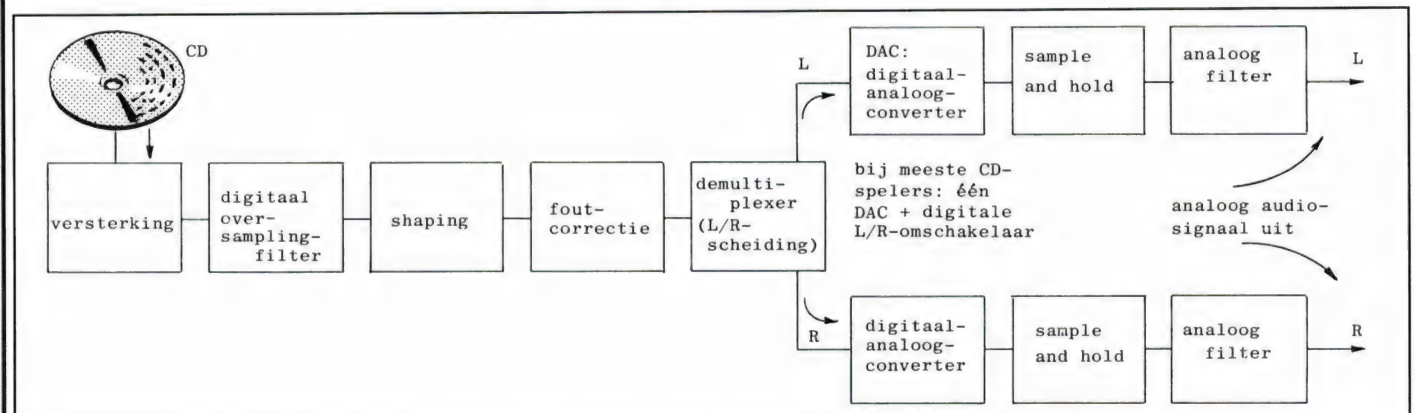 CD
versterking
digitaal
over-
sampling-
filter
shaping
fout-
correctie
demulti-
plexer
(L/R-
scheiding)
L
DAC:
digitaal-
analoog-
converter
sample
and hold
analoog
filter
L
bij meeste CD-
spelers: één
DAC + digitale
L/R-omschakelaar
analoog audio-
signaal uit
R
digitaal-
analoog-
converter
sample
and hold
analoog
filter
R